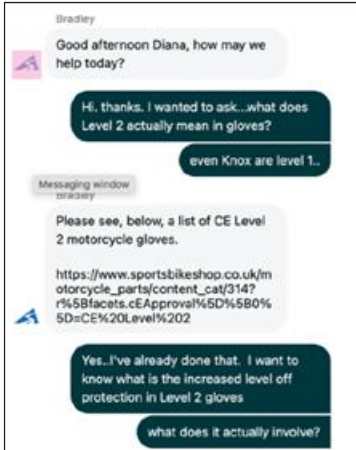 Bradley
Good afternoon Diana, how may we
help today?
Hi. thanks. I wanted to ask...what does
Level 2 actually mean in gloves?
even Knox are level 1..
Messaging window
Bradley
Please see, below, a list of CE Level
2 motorcycle gloves.
https://www.sportsbikeshop.co.uk/m
otorcycle_parts/content_cat/314?
r%5Bfacets.cEApproval%5D%5B0%
5D=CE%20Level%202
Yes..I've already done that. I want to
know what is the increased level off
protection in Level 2 gloves
what does it actually involve?